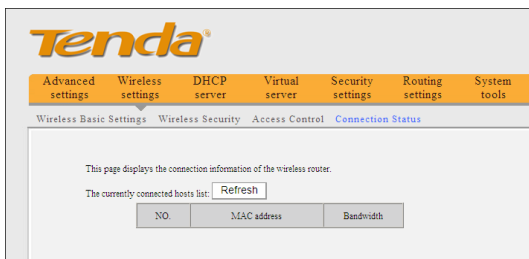 Tenda
Advanced settings Wireless settings DHCP server Virtual server Security settings Routing settings System tools
Wireless Basic Settings Wireless Security Access Control Connection Status
This page displays the connection information of the wireless router.
The currently connected hosts list: Refresh
NO. MAC address Bandwidth